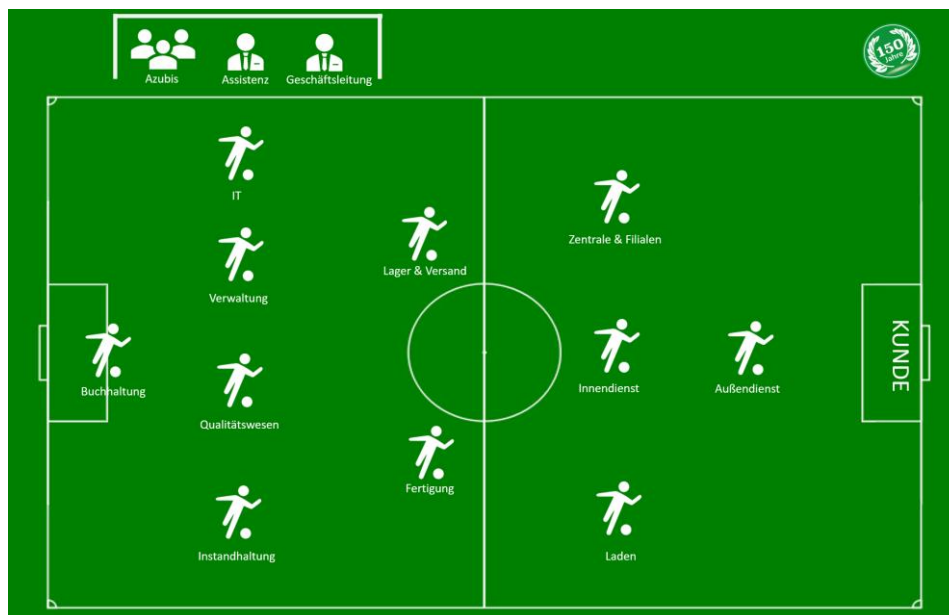 Azubis
Assistenz
Geschäftsleitung
150
Jahre
IT
Zentrale & Filialen
Lager & Versand
Verwaltung
KUNDE
Buchhaltung
Innendienst
Außendienst
Qualitätswesen
Fertigung
Instandhaltung
Laden